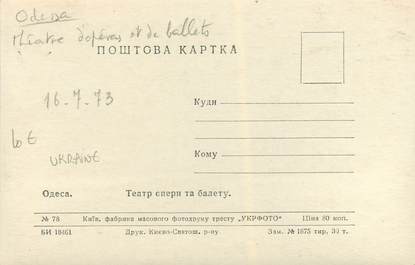 Odessa
théatre d'opéras et de ballets
ПОШТОВА КАРТКА
16-7-73
Куди
lot
UKRAINE
Кому
Одеса. Театр опери та балету.
№ 78 Київ. фабрика масового фотодруку тресту „УКРФОТО" Ціна 80 коп.
БИ 18461 Друк. Києво-Святош. р-ну. Зам. № 1875 тир. 30 т.